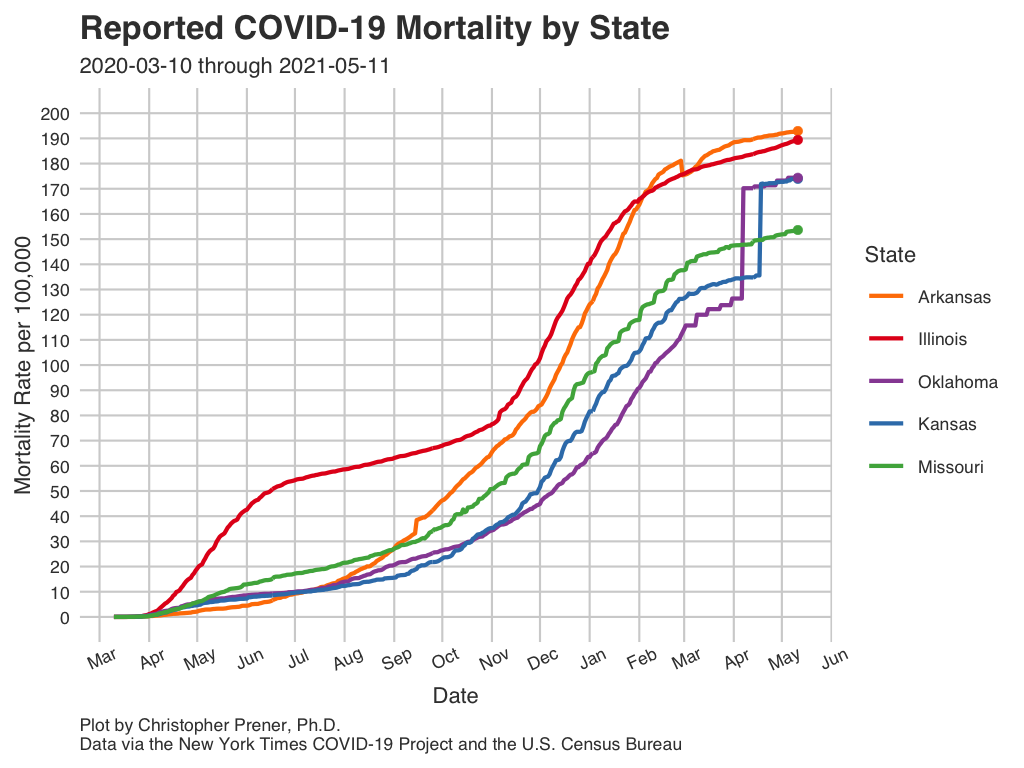 Reported COVID-19 Mortality by State
2020-03-10 through 2021-05-11
Mortality Rate per 100,000
200
190
180
170
160
150
140
130
120
110
100
90
80
70
60
50
40
30
20
10
0
Mar Apr May Jun Jul Aug Sep Oct Nov Dec Jan Feb Mar Apr May Jun
Date
State
Arkansas
Illinois
Oklahoma
Kansas
Missouri
Plot by Christopher Prener, Ph.D.
Data via the New York Times COVID-19 Project and the U.S. Census Bureau